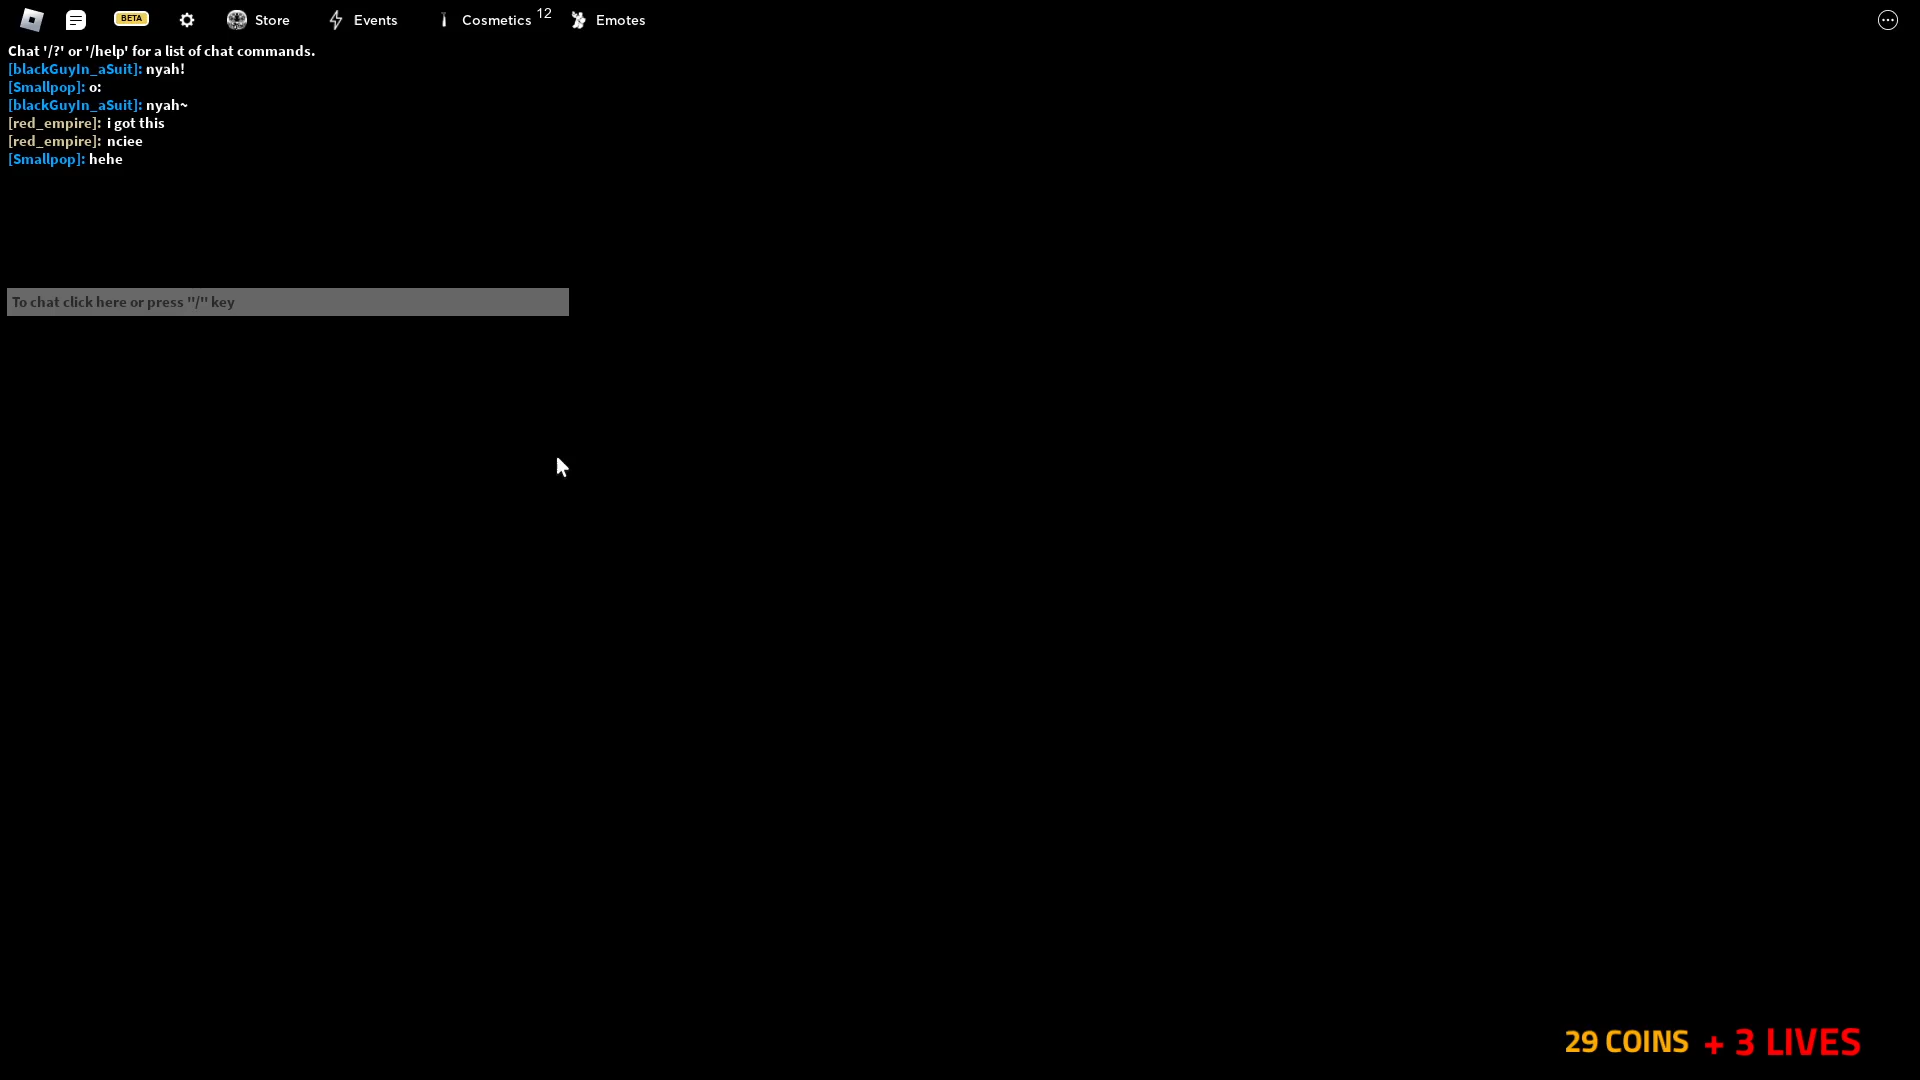 BETA Store Events Cosmetics 12 Emotes
Chat '/?' or '/help' for a list of chat commands.
[blackGuyIn_aSuit]: nyah!
[Smallpop]: o:
[blackGuyIn_aSuit]: nyah~
[red_empire]: i got this
[red_empire]: nciee
[Smallpop]: hehe
To chat click here or press "/" key
29 COINS + 3 LIVES